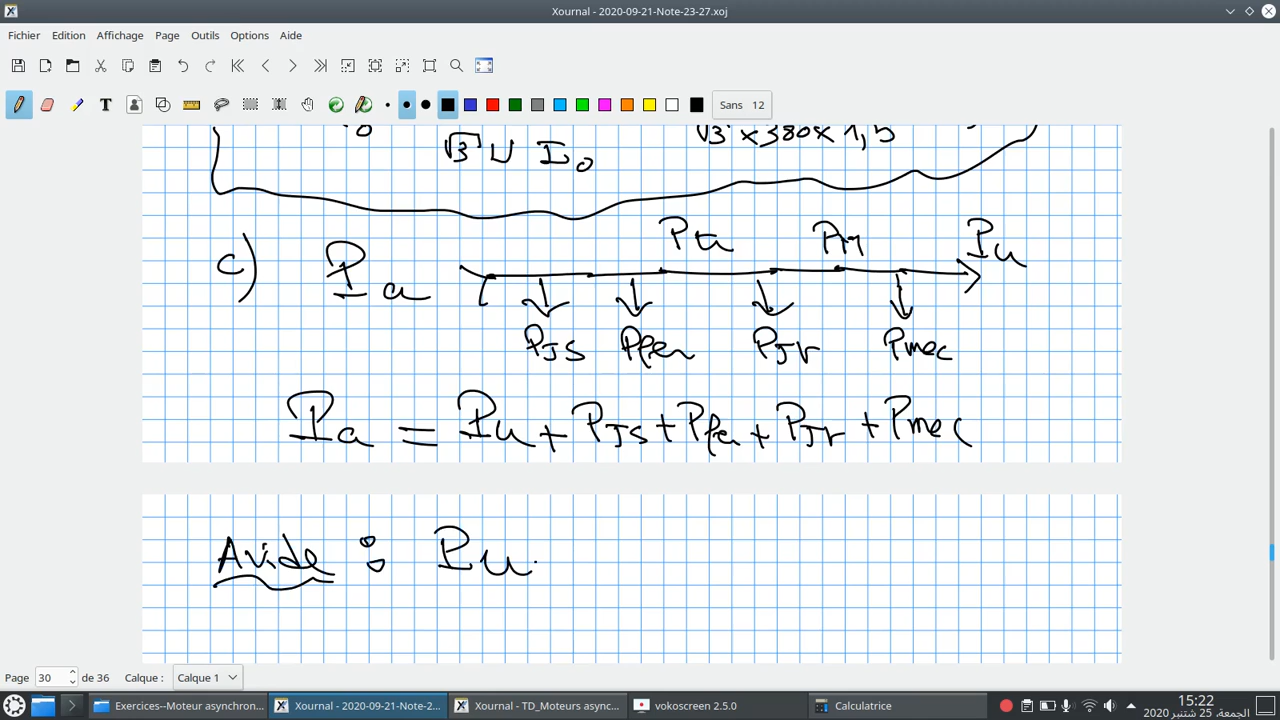 Xournal - 2020-09-21-Note-23-27.xoj
Fichier Edition Affichage Page Outils Options Aide
Sans 12
√3 U I0
√3 x 380 x 1,5
c) Pa Ptr PM Pu
PJS Pfer PJr Pmec
Pa = Pu + PJS + Pfer + PJr + Pmec
Avide : Pu
Page 30 de 36 Calque : Calque 1
Exercices--Moteur asynchron... Xournal - 2020-09-21-Note-2... Xournal - TD_Moteurs async... vokoscreen 2.5.0 Calculatrice
15:22
الجمعة, 25 شتنبر 2020